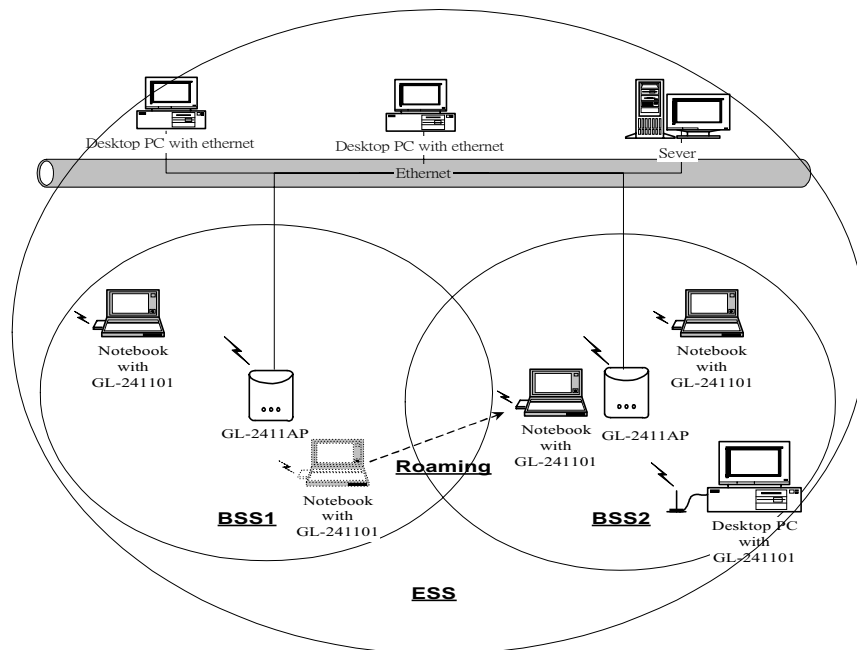 Desktop PC with ethernet
Desktop PC with ethernet
Sever
Ethernet
Notebook
with
GL-241101
GL-2411AP
Notebook
with
GL-241101
Roaming
BSS1
Notebook
with
GL-241101
GL-2411AP
Notebook
with
GL-241101
BSS2
Desktop PC
with
GL-241101
ESS